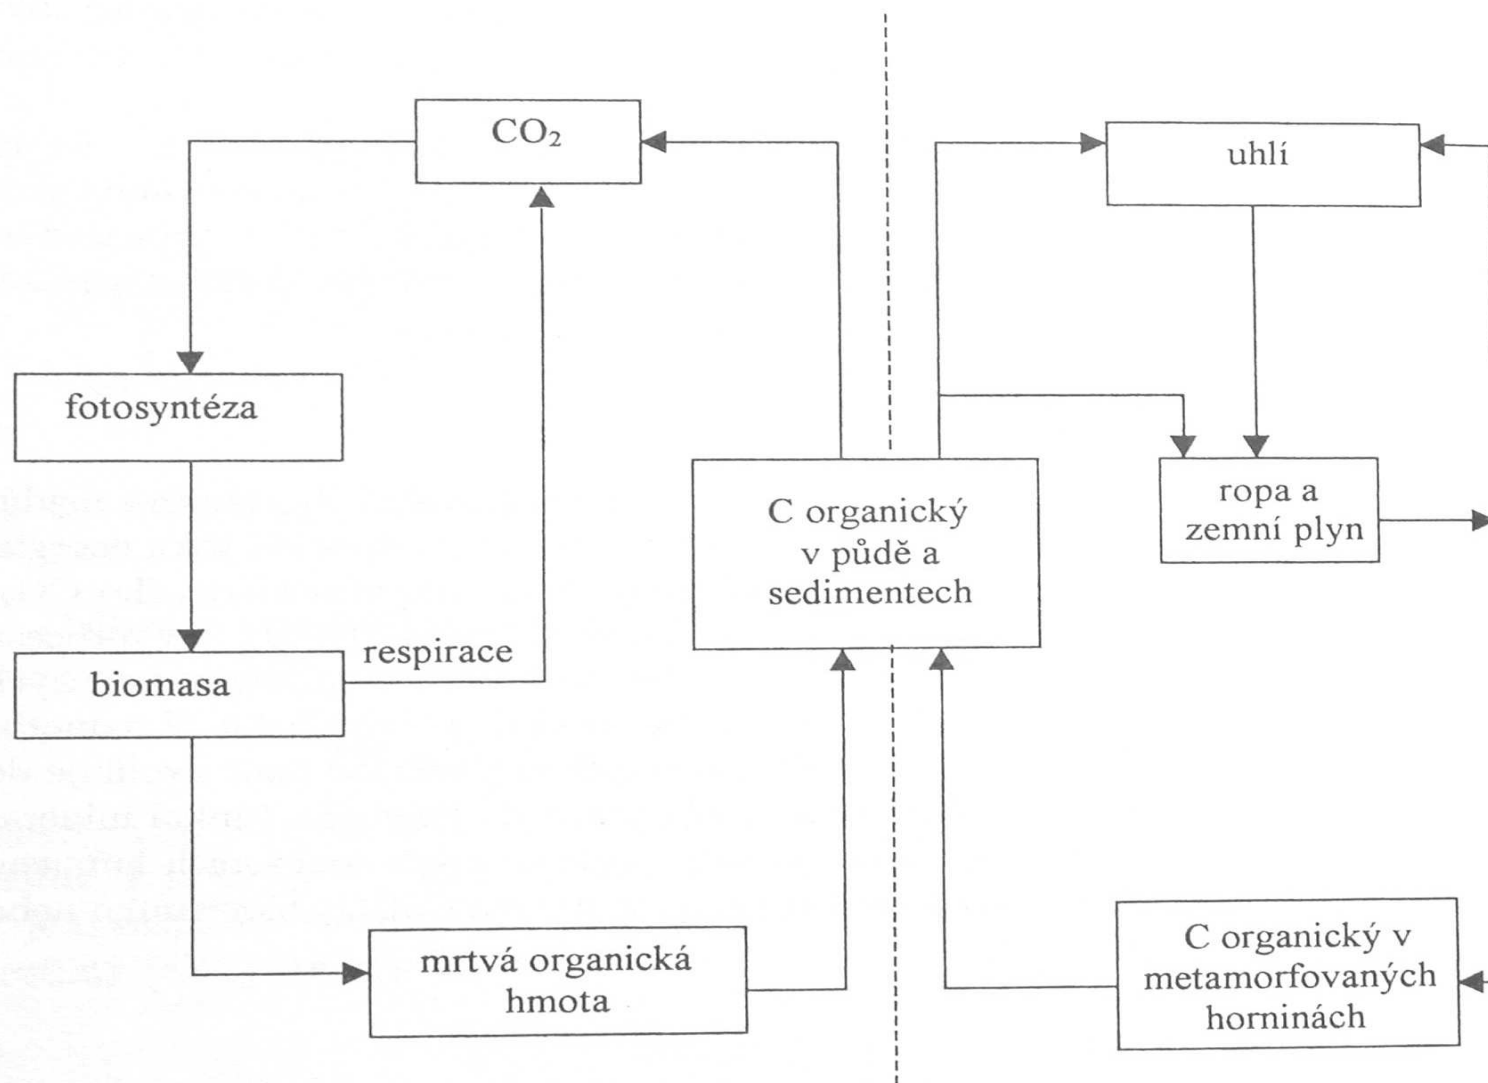 CO₂
uhlí
fotosyntéza
ropa a
zemní plyn
C organický
v půdě a
sedimentech
respirace
biomasa
mrtvá organická
hmota
C organický v
metamorfovaných
horninách